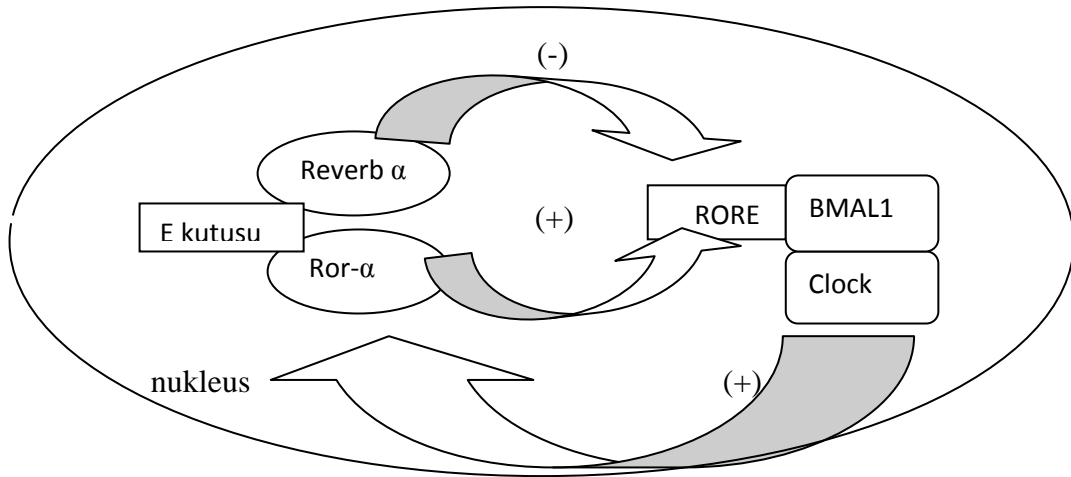 (-)
Reverb α
E kutusu
(+)
RORE
BMAL1
Ror-α
Clock
nukleus
(+)